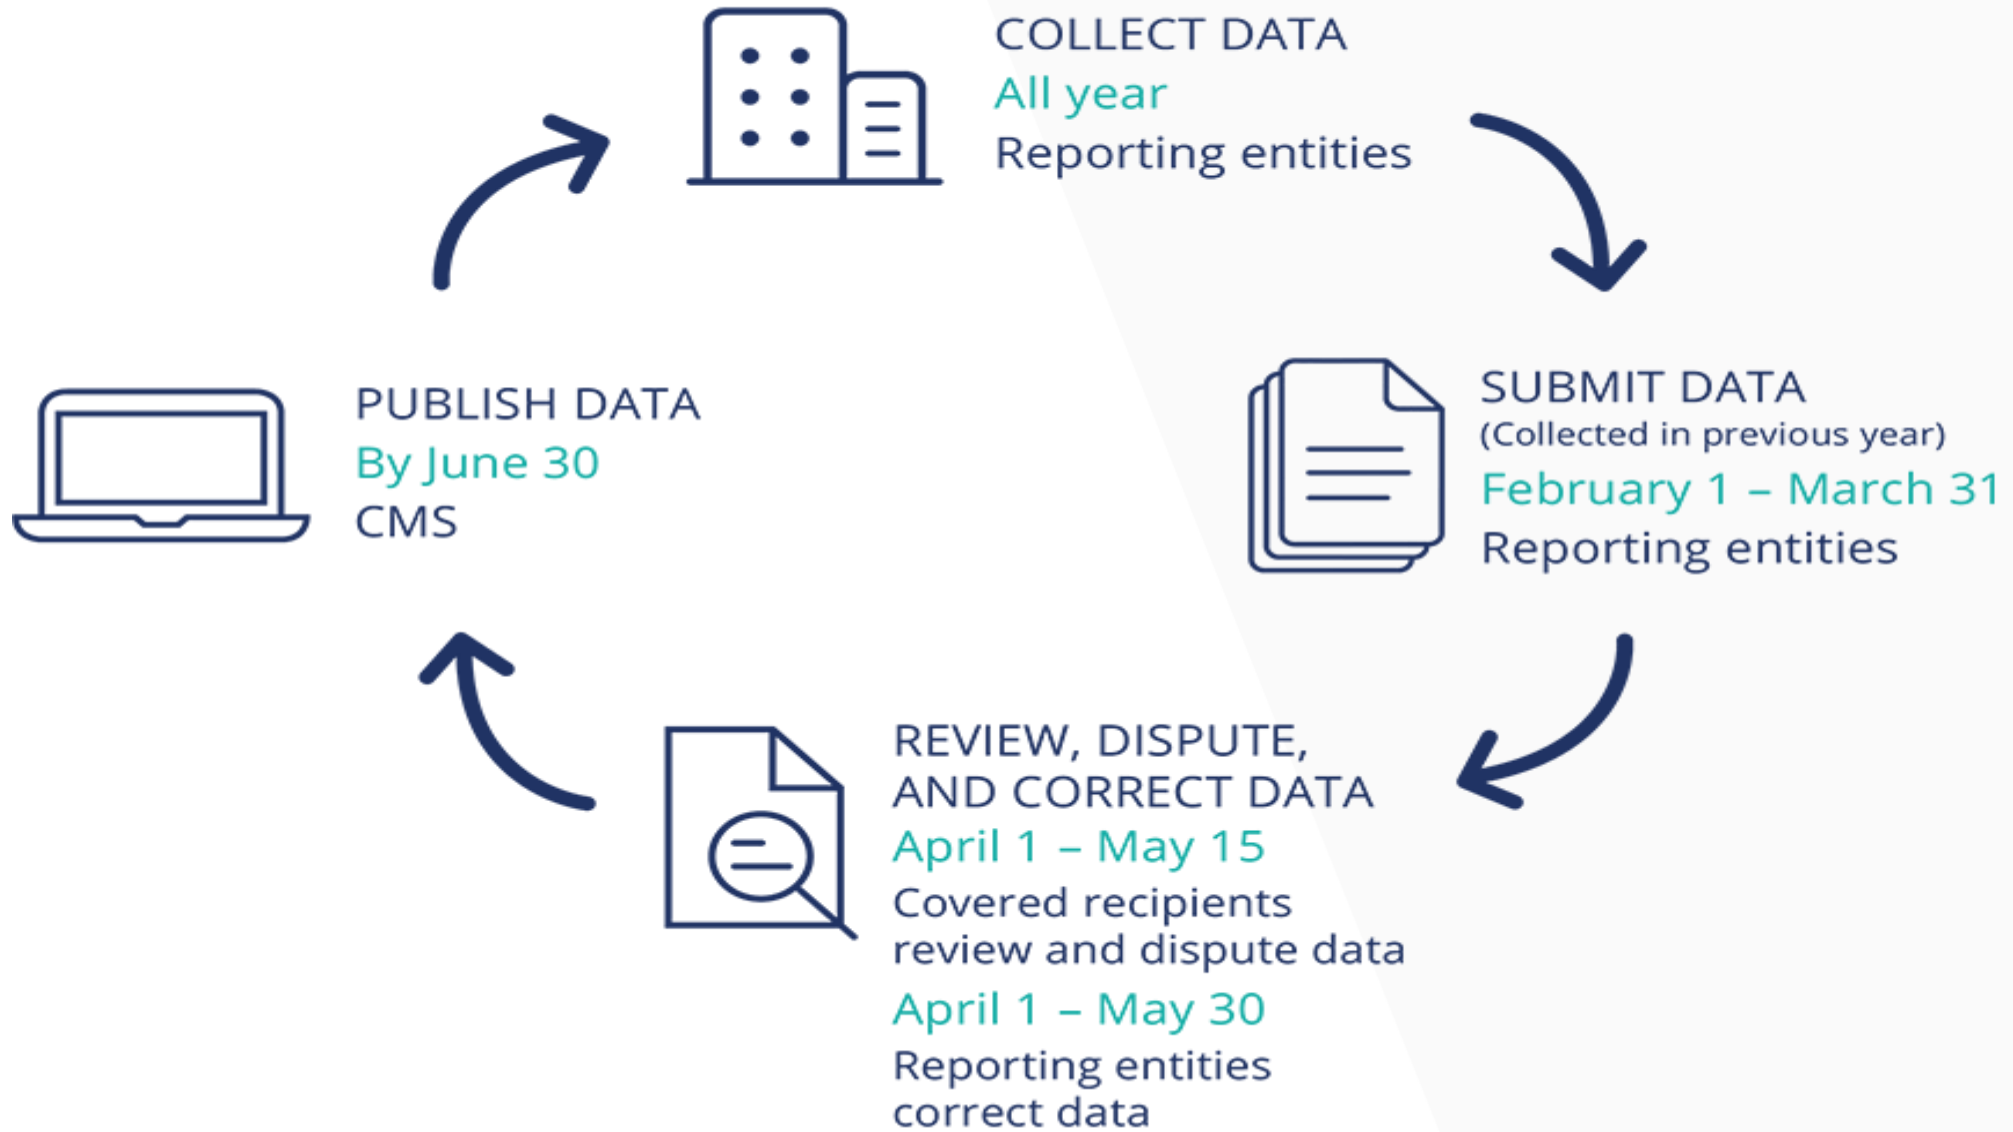 COLLECT DATA
All year
Reporting entities
SUBMIT DATA
(Collected in previous year)
February 1 – March 31
Reporting entities
REVIEW, DISPUTE,
AND CORRECT DATA
April 1 – May 15
Covered recipients
review and dispute data
April 1 – May 30
Reporting entities
correct data
PUBLISH DATA
By June 30
CMS